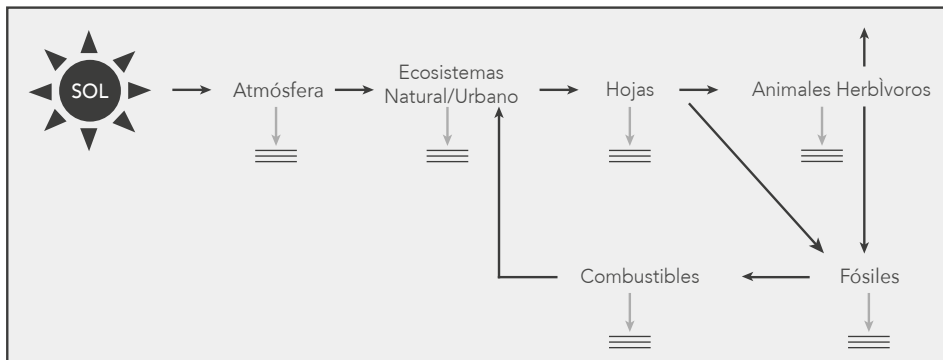 SOL
Atmósfera
Ecosistemas
Natural/Urbano
Hojas
Animales HerbÌvoros
Combustibles
Fósiles